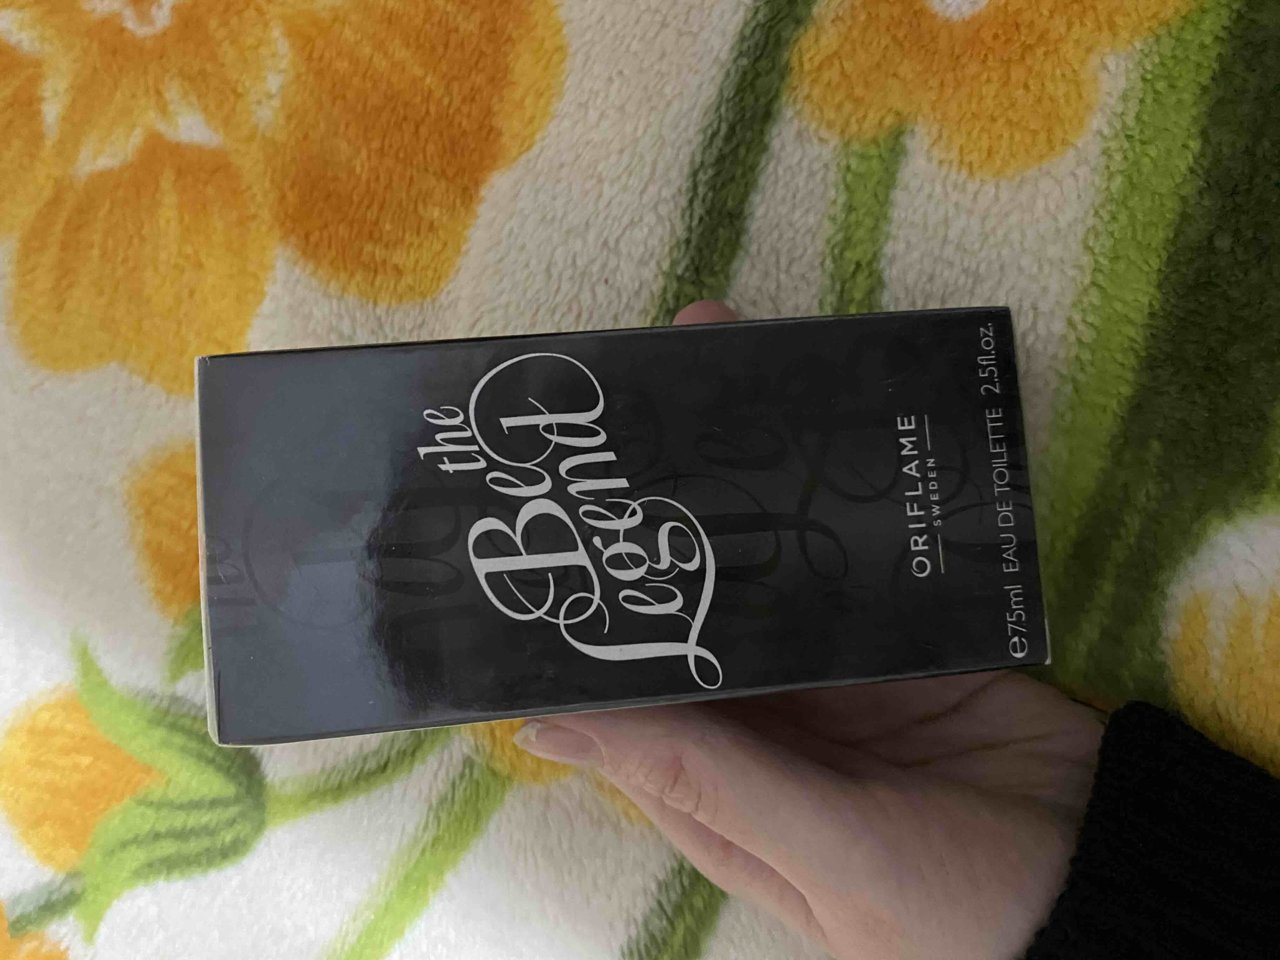 Be the
Legend
ORIFLAME
SWEDEN
℮75ml EAU DE TOILETTE 2.5fl.oz.